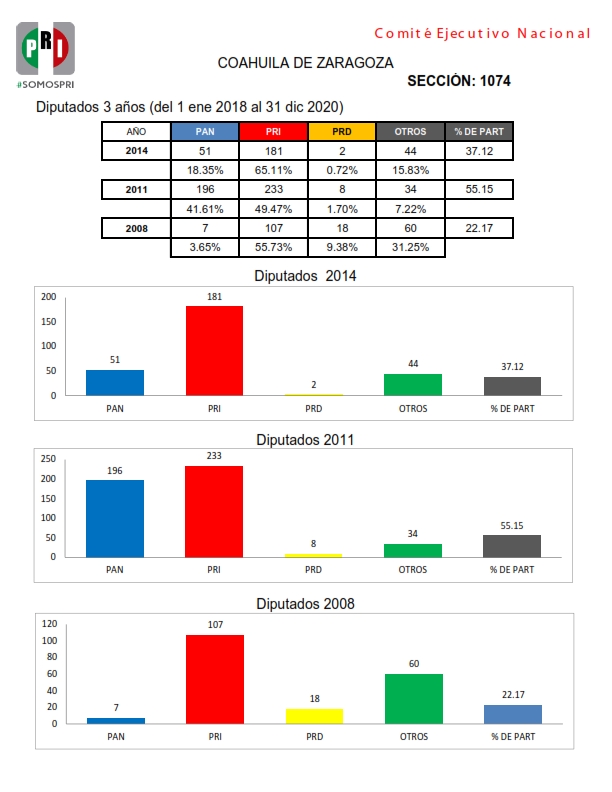 Comité Ejecutivo Nacional
PRI
#SOMOSPRI
COAHUILA DE ZARAGOZA
SECCIÓN: 1074
Diputados 3 años (del 1 ene 2018 al 31 dic 2020)
AÑO PAN PRI PRD OTROS % DE PART
2014 51 181 2 44 37.12
18.35% 65.11% 0.72% 15.83%
2011 196 233 8 34 55.15
41.61% 49.47% 1.70% 7.22%
2008 7 107 18 60 22.17
3.65% 55.73% 9.38% 31.25%
Diputados 2014
200
150
100
50
0
51
181
2
44
37.12
PAN PRI PRD OTROS % DE PART
Diputados 2011
250
200
150
100
50
0
196
233
8
34
55.15
PAN PRI PRD OTROS % DE PART
Diputados 2008
120
100
80
60
40
20
0
7
107
18
60
22.17
PAN PRI PRD OTROS % DE PART